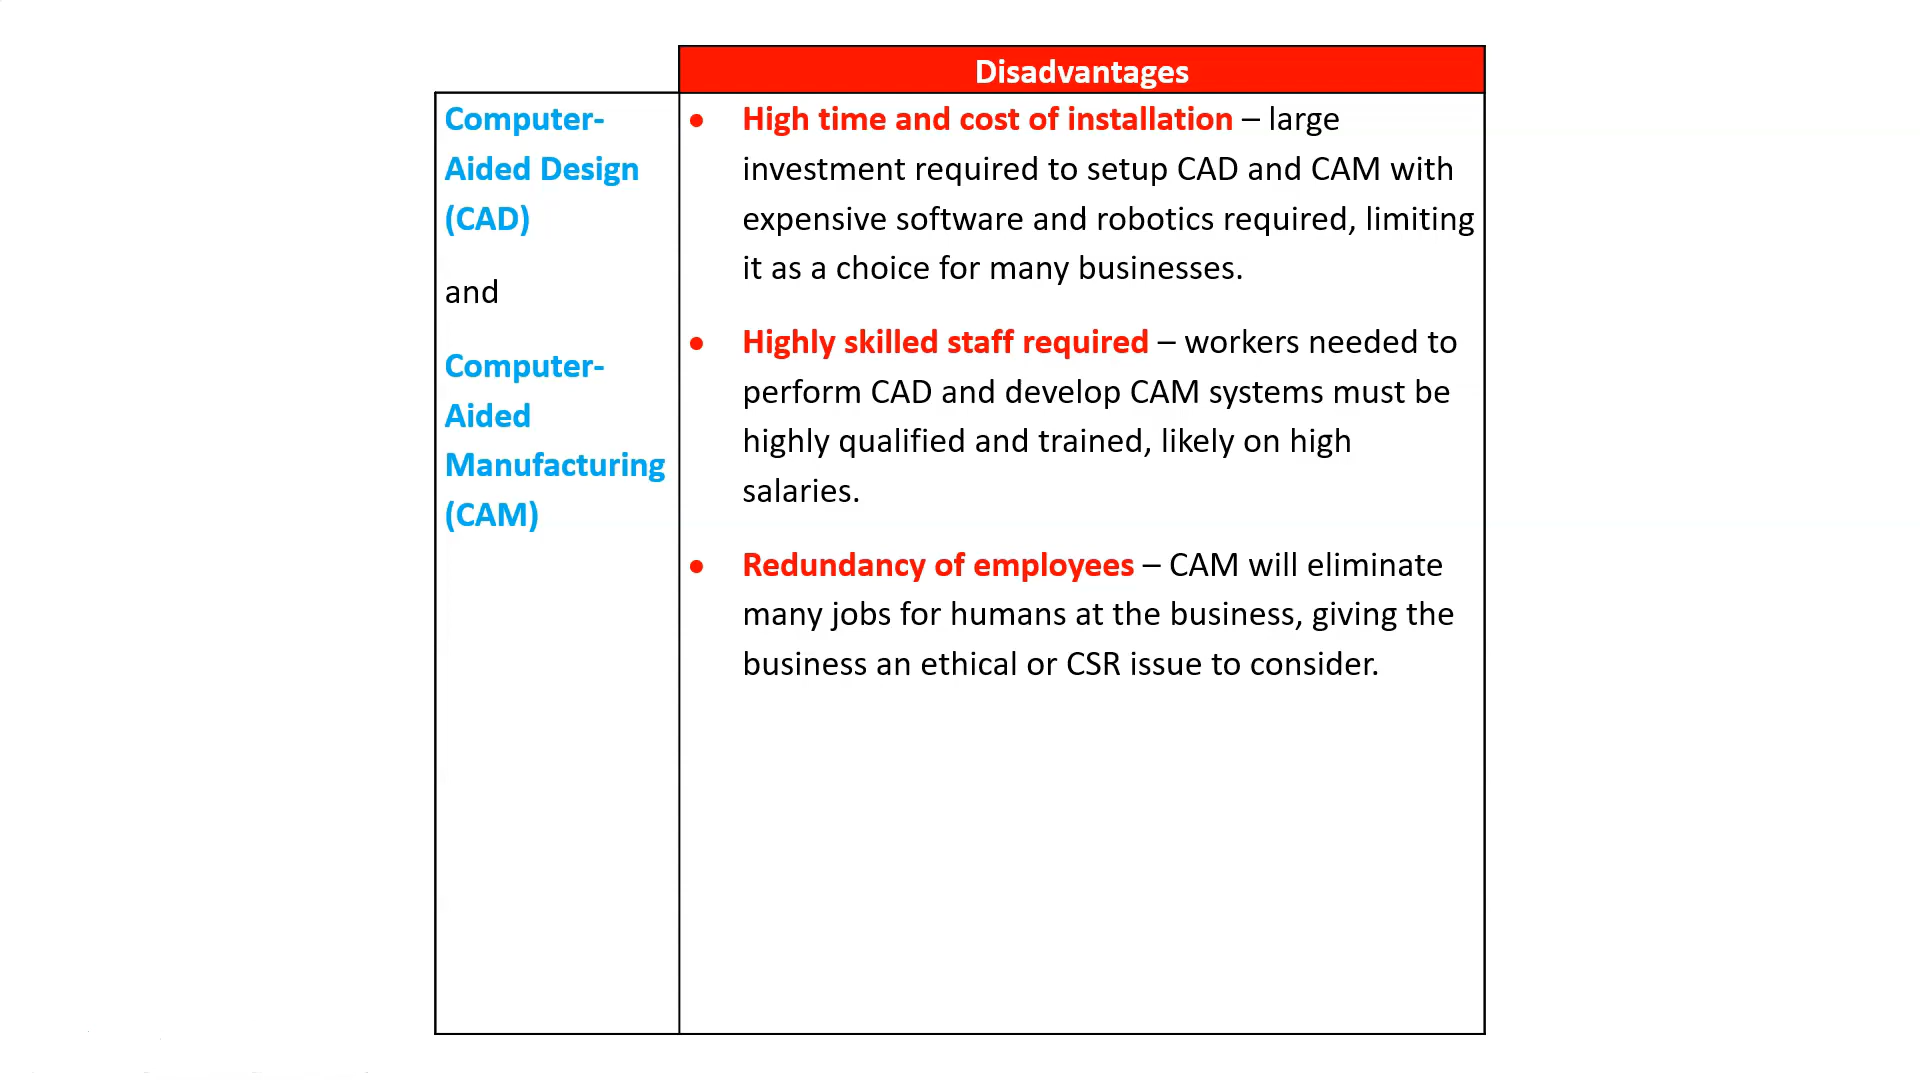 Disadvantages
Computer-
Aided Design
(CAD)
and
Computer-
Aided
Manufacturing
(CAM)
• High time and cost of installation – large
investment required to setup CAD and CAM with
expensive software and robotics required, limiting
it as a choice for many businesses.
• Highly skilled staff required – workers needed to
perform CAD and develop CAM systems must be
highly qualified and trained, likely on high
salaries.
• Redundancy of employees – CAM will eliminate
many jobs for humans at the business, giving the
business an ethical or CSR issue to consider.